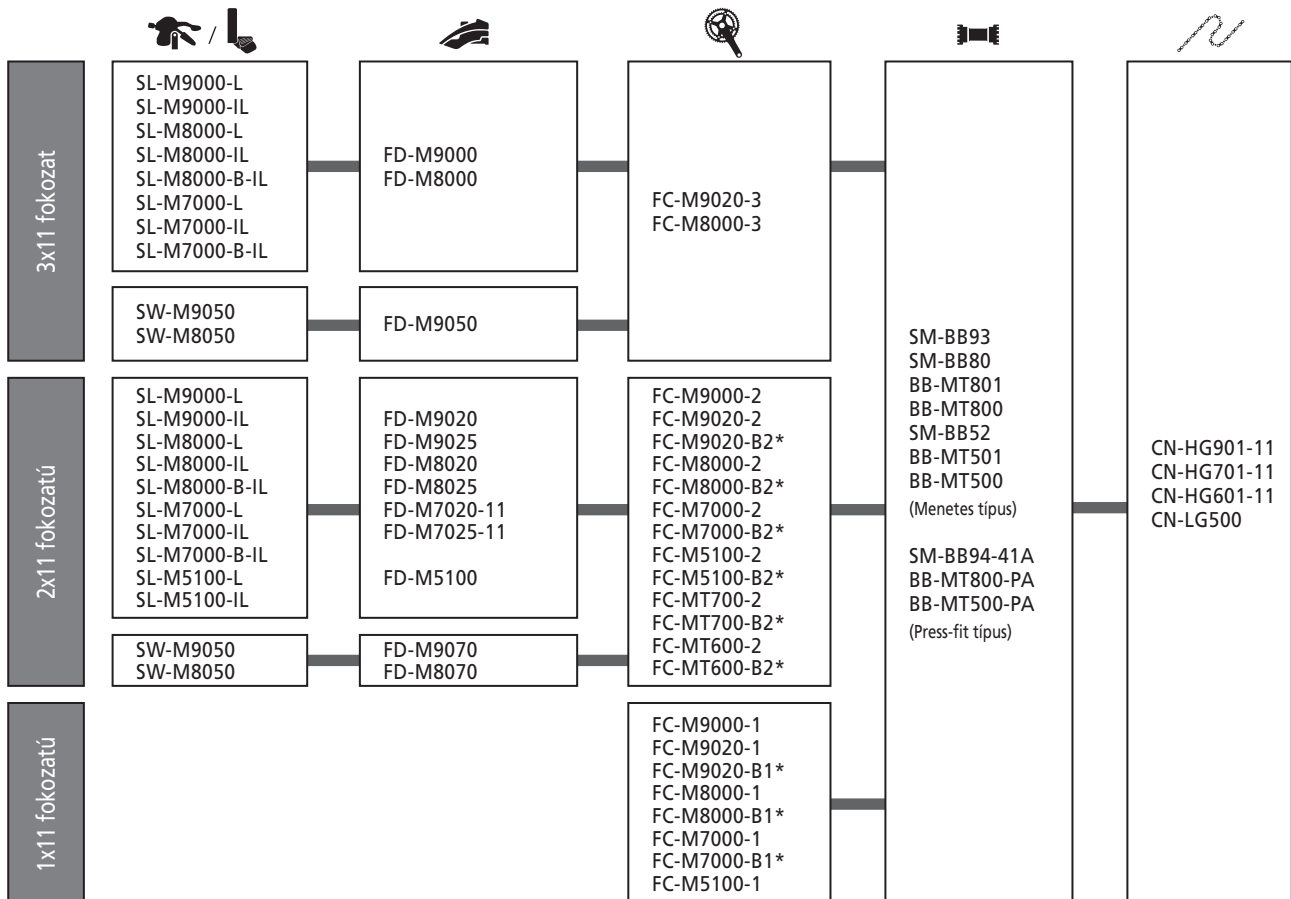 /
3x11 fokozat
SL-M9000-L
SL-M9000-IL
SL-M8000-L
SL-M8000-IL
SL-M8000-B-IL
SL-M7000-L
SL-M7000-IL
SL-M7000-B-IL
FD-M9000
FD-M8000
SW-M9050
SW-M8050
FD-M9050
FC-M9020-3
FC-M8000-3
2x11 fokozatú
SL-M9000-L
SL-M9000-IL
SL-M8000-L
SL-M8000-IL
SL-M8000-B-IL
SL-M7000-L
SL-M7000-IL
SL-M7000-B-IL
SL-M5100-L
SL-M5100-IL
FD-M9020
FD-M9025
FD-M8020
FD-M8025
FD-M7020-11
FD-M7025-11
FD-M5100
SW-M9050
SW-M8050
FD-M9070
FD-M8070
FC-M9000-2
FC-M9020-2
FC-M9020-B2*
FC-M8000-2
FC-M8000-B2*
FC-M7000-2
FC-M7000-B2*
FC-M5100-2
FC-M5100-B2*
FC-MT700-2
FC-MT700-B2*
FC-MT600-2
FC-MT600-B2*
1x11 fokozatú
FC-M9000-1
FC-M9020-1
FC-M9020-B1*
FC-M8000-1
FC-M8000-B1*
FC-M7000-1
FC-M7000-B1*
FC-M5100-1
SM-BB93
SM-BB80
BB-MT801
BB-MT800
SM-BB52
BB-MT501
BB-MT500
(Menetes típus)
SM-BB94-41A
BB-MT800-PA
BB-MT500-PA
(Press-fit típus)
CN-HG901-11
CN-HG701-11
CN-HG601-11
CN-LG500